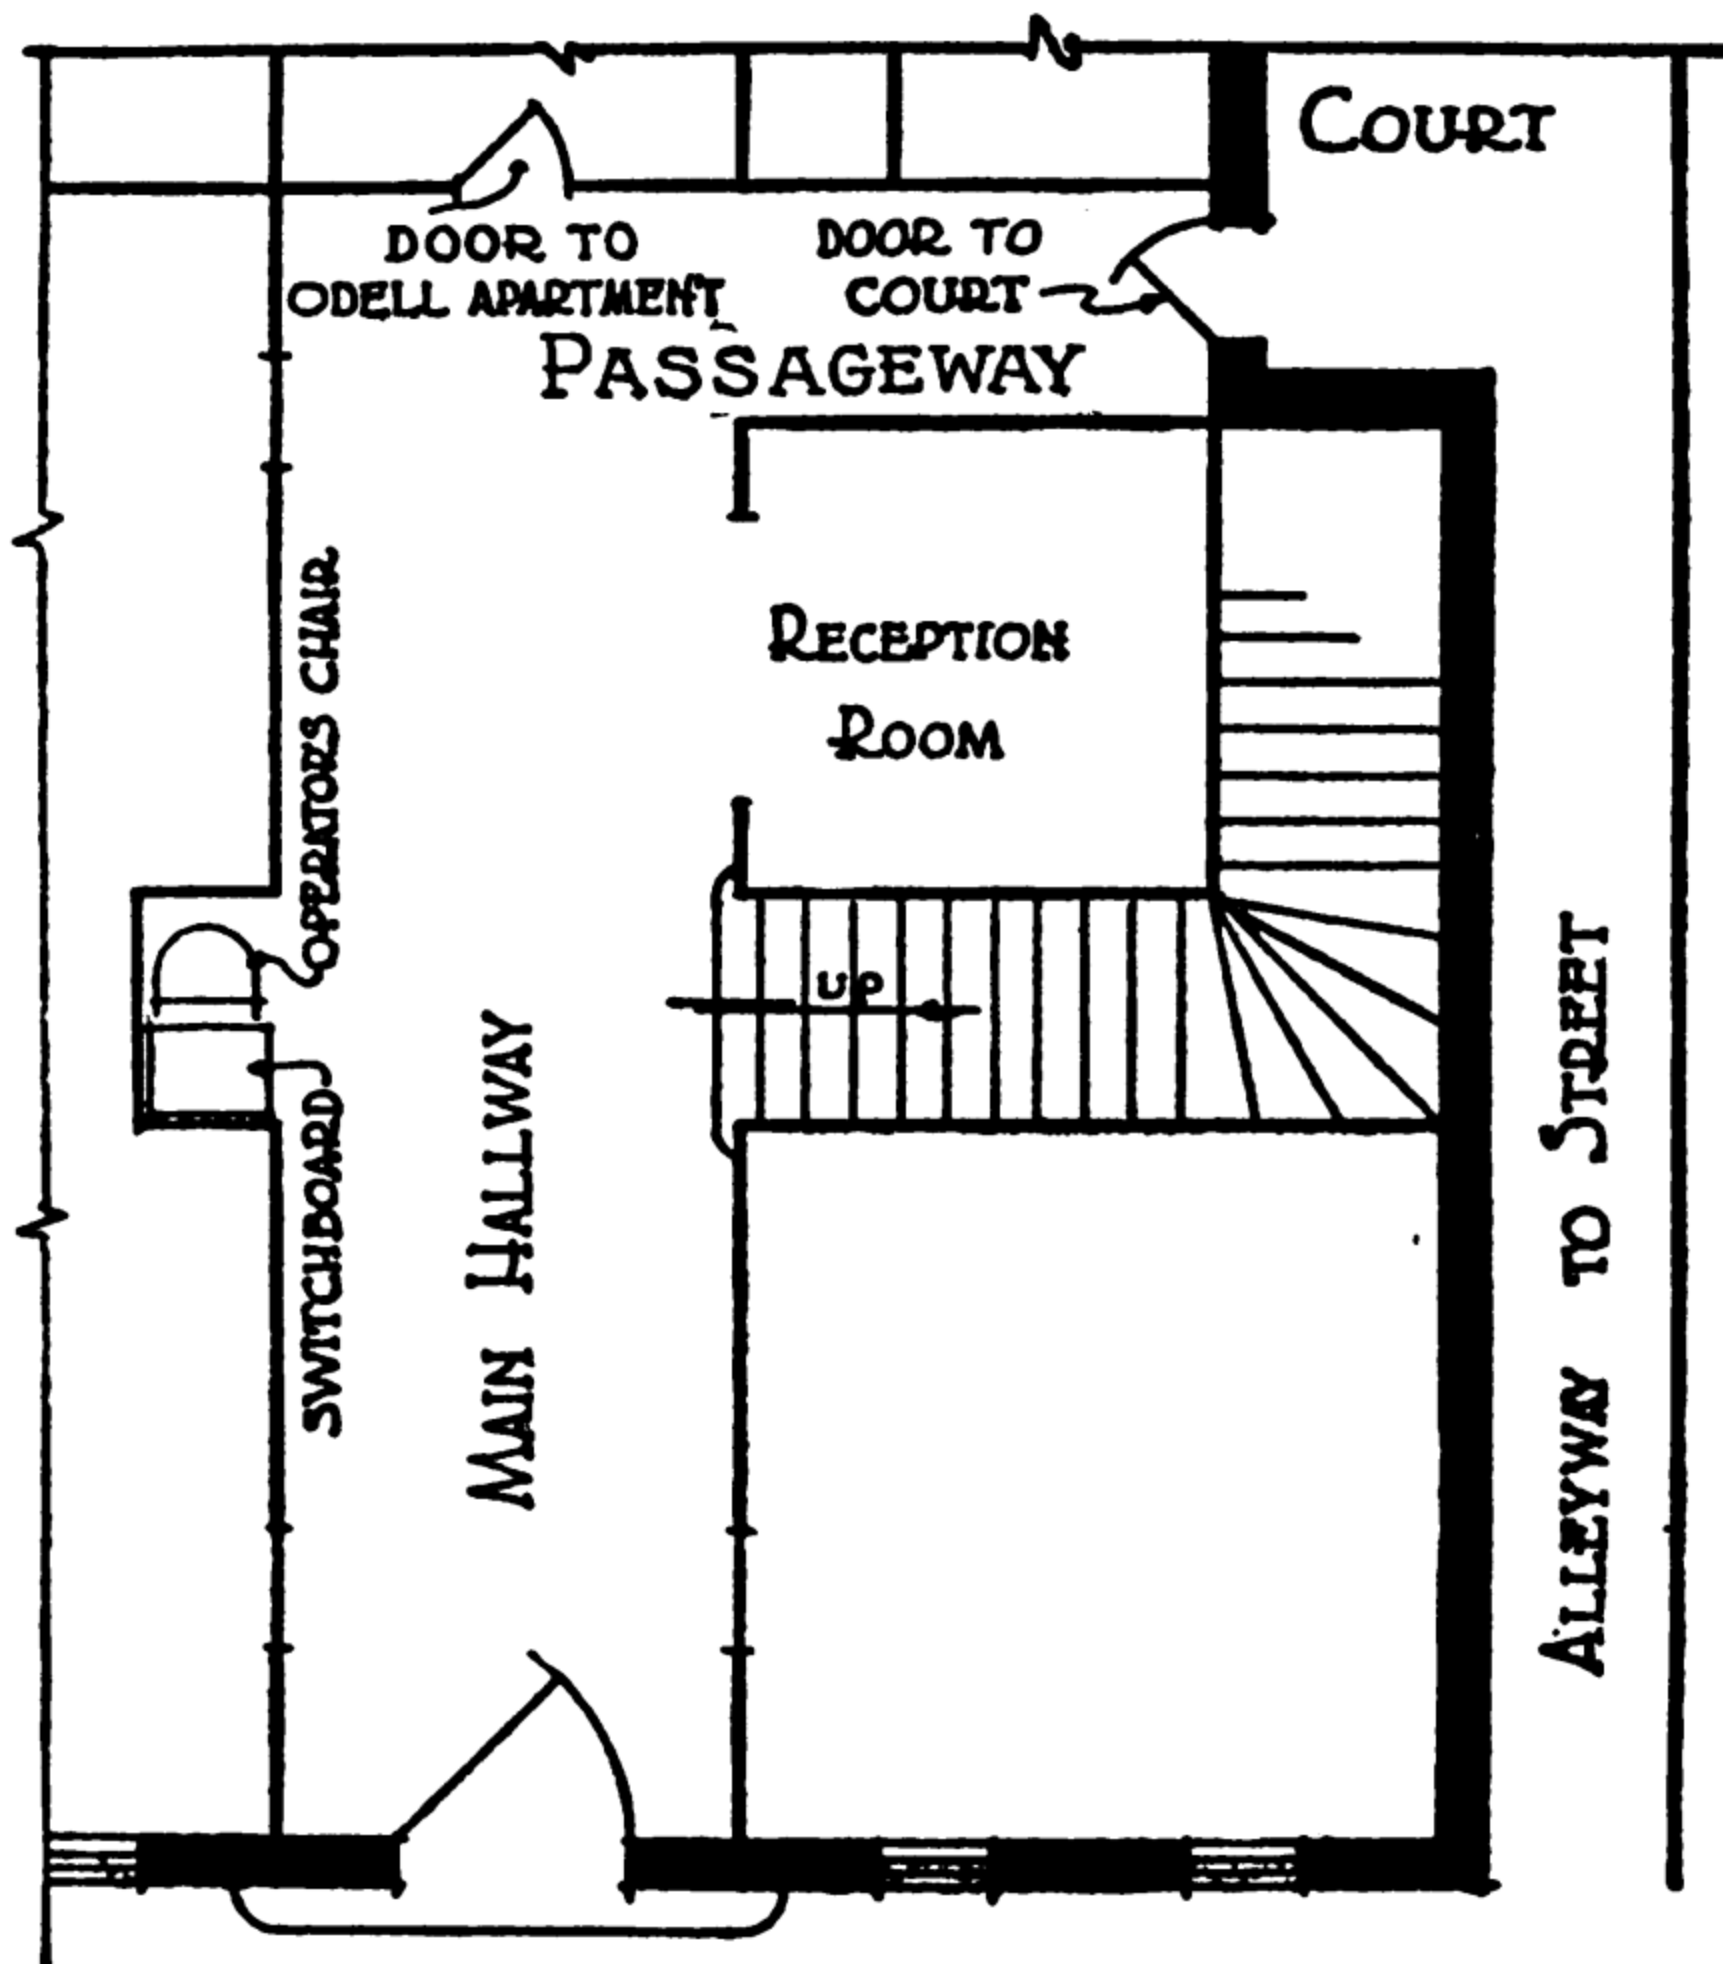 COURT
DOOR TO
ODELL APARTMENT
DOOR TO
COURT
PASSAGEWAY
OPERATORS CHAIR
RECEPTION
ROOM
UP
SWITCHBOARD
MAIN HALLWAY
ALLEYWAY TO STREET